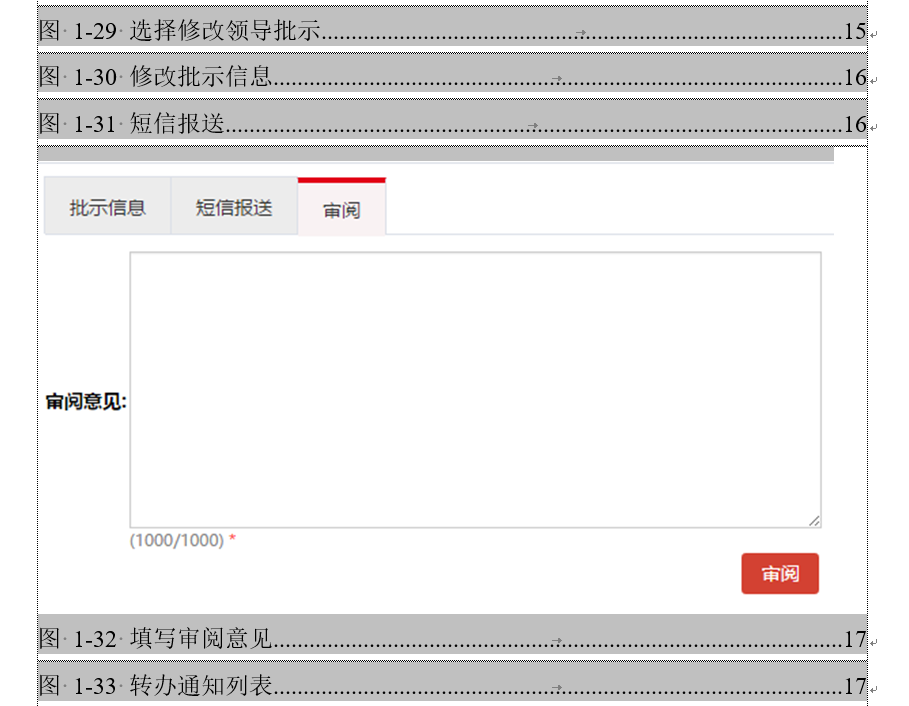 图 1-29 选择修改领导批示......15
图 1-30 修改批示信息......16
图 1-31 短信报送......16
批示信息 短信报送 审阅
审阅意见:
(1000/1000) *
审阅
图 1-32 填写审阅意见......17
图 1-33 转办通知列表......17